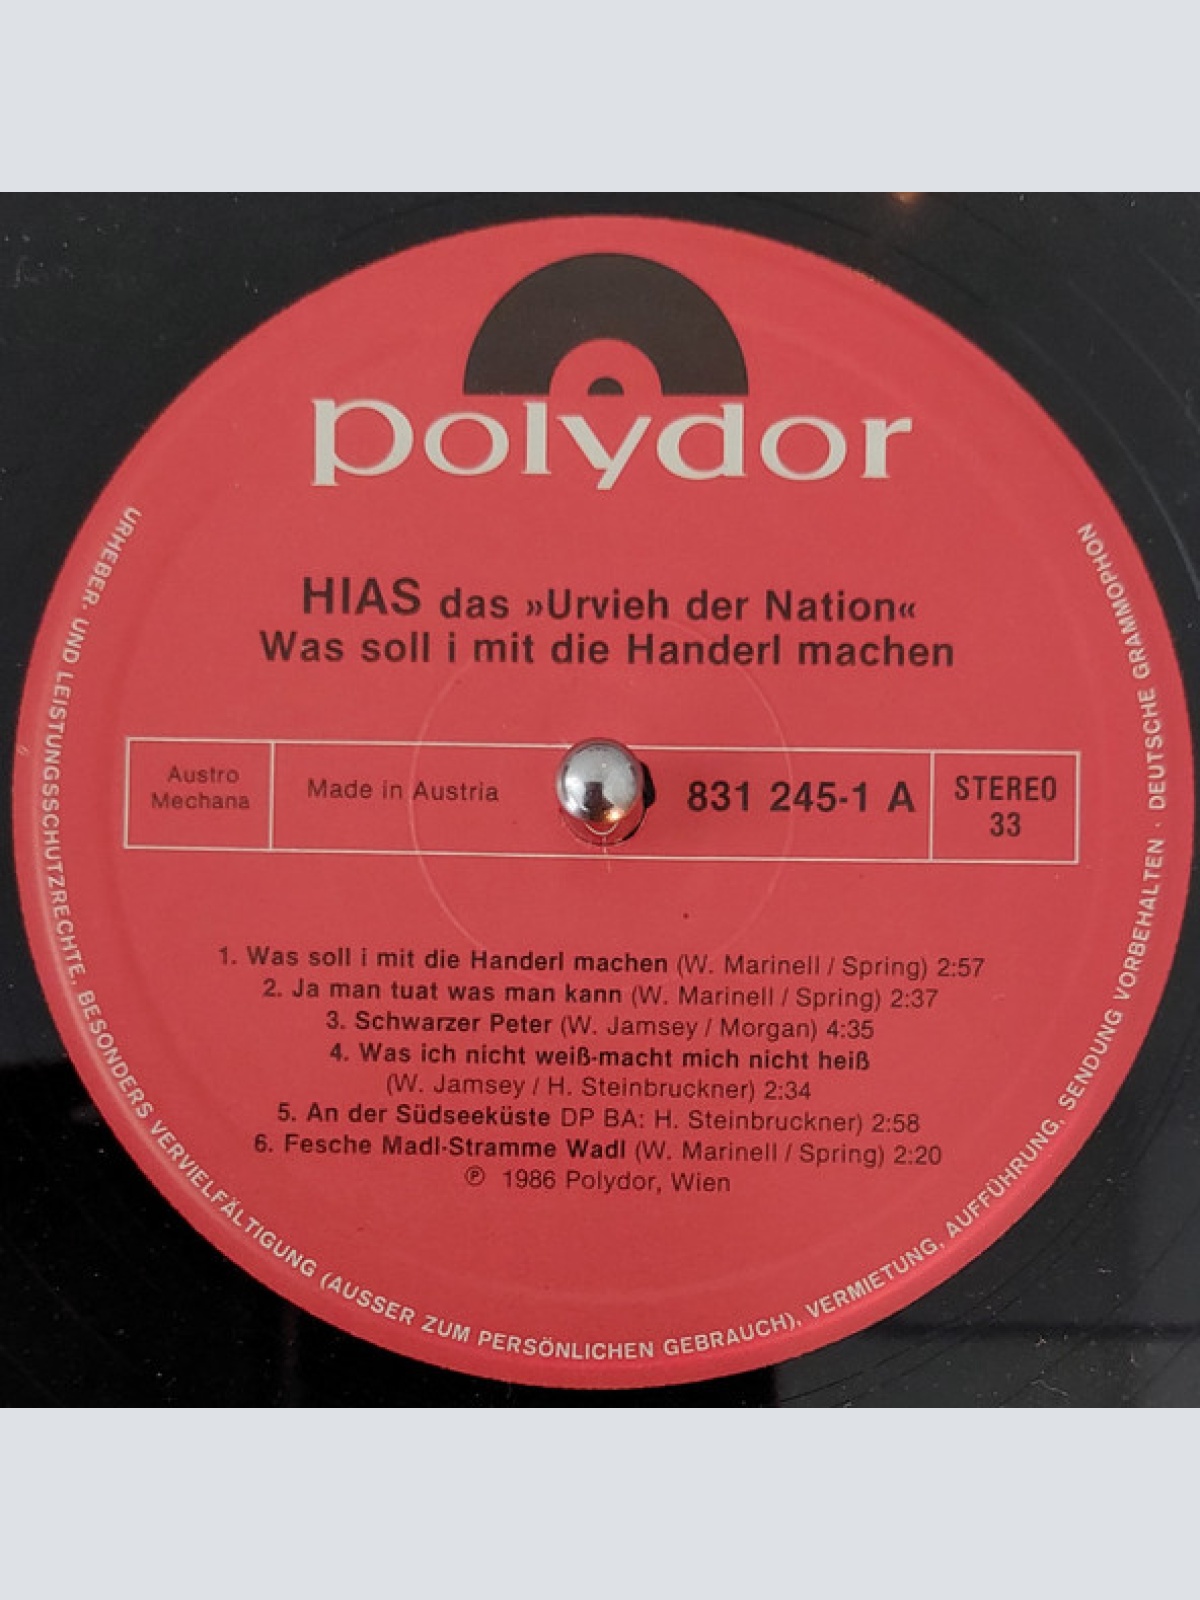 polydor
HIAS das »Urvieh der Nation«
Was soll i mit die Handerl machen
Austro
Mechana
Made in Austria
831 245-1 A
STEREO
33
1. Was soll i mit die Handerl machen (W. Marinell / Spring) 2:57
2. Ja man tuat was man kann (W. Marinell / Spring) 2:37
3. Schwarzer Peter (W. Jamsey / Morgan) 4:35
4. Was ich nicht weiß-macht mich nicht heiß
(W. Jamsey / H. Steinbruckner) 2:34
5. An der Südseeküste DP BA: H. Steinbruckner) 2:58
6. Fesche Madl-Stramme Wadl (W. Marinell / Spring) 2:20
℗ 1986 Polydor, Wien
URHEBER- UND LEISTUNGSSCHUTZRECHTE, BESONDERS VERVIELFÄLTIGUNG (AUSSER ZUM PERSÖNLICHEN GEBRAUCH), VERMIETUNG, AUFFÜHRUNG, SENDUNG VORBEHALTEN · DEUTSCHE GRAMMOPHON